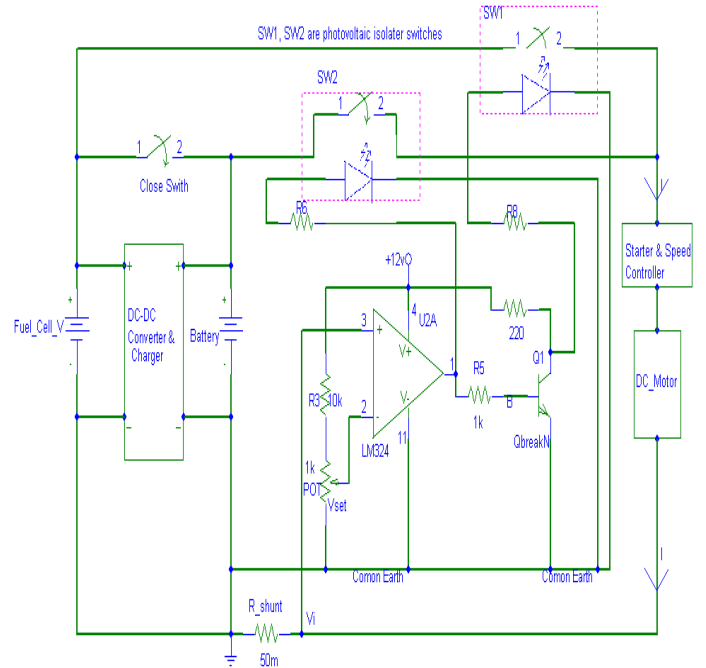 SW1
SW1, SW2 are photovoltaic isolater switches
1 2
SW2
1 2
1 2
Close Swith
R6
R8
I
Starter & Speed
Controller
+12v
+ +
4
U2A
220
+
Fuel_Cell_V
-
DC-DC
Converter &
Charger
+
Battery
-
3
+
V+
1
R5
Q1
DC_Motor
R3
10k
2
-
V-
B
1k
11
QbreakN
LM324
- -
1k
POT
Vset
Comon Earth
Comon Earth
I
R_shunt
Vi
50m